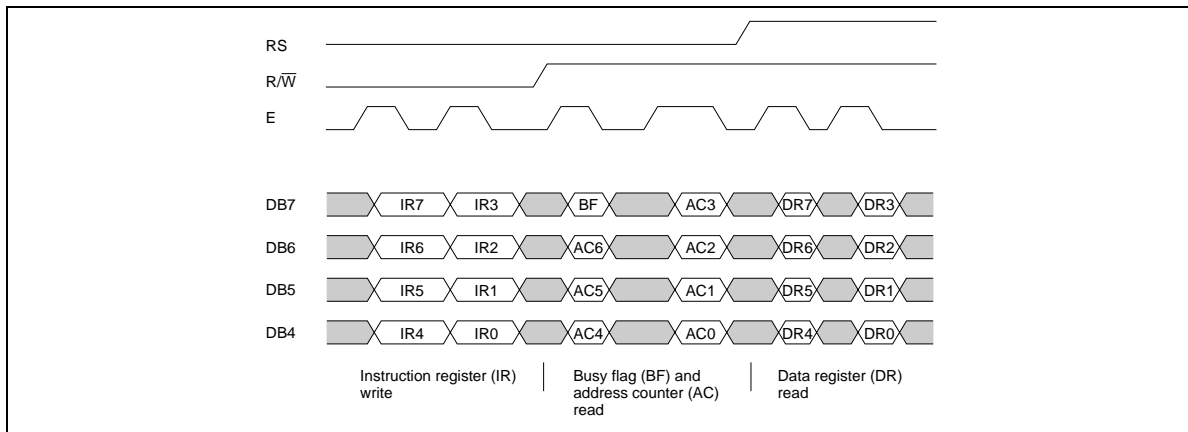 RS
R/W̅
E
DB7 IR7 IR3 BF AC3 DR7 DR3
DB6 IR6 IR2 AC6 AC2 DR6 DR2
DB5 IR5 IR1 AC5 AC1 DR5 DR1
DB4 IR4 IR0 AC4 AC0 DR4 DR0
Instruction register (IR)
write
Busy flag (BF) and
address counter (AC)
read
Data register (DR)
read